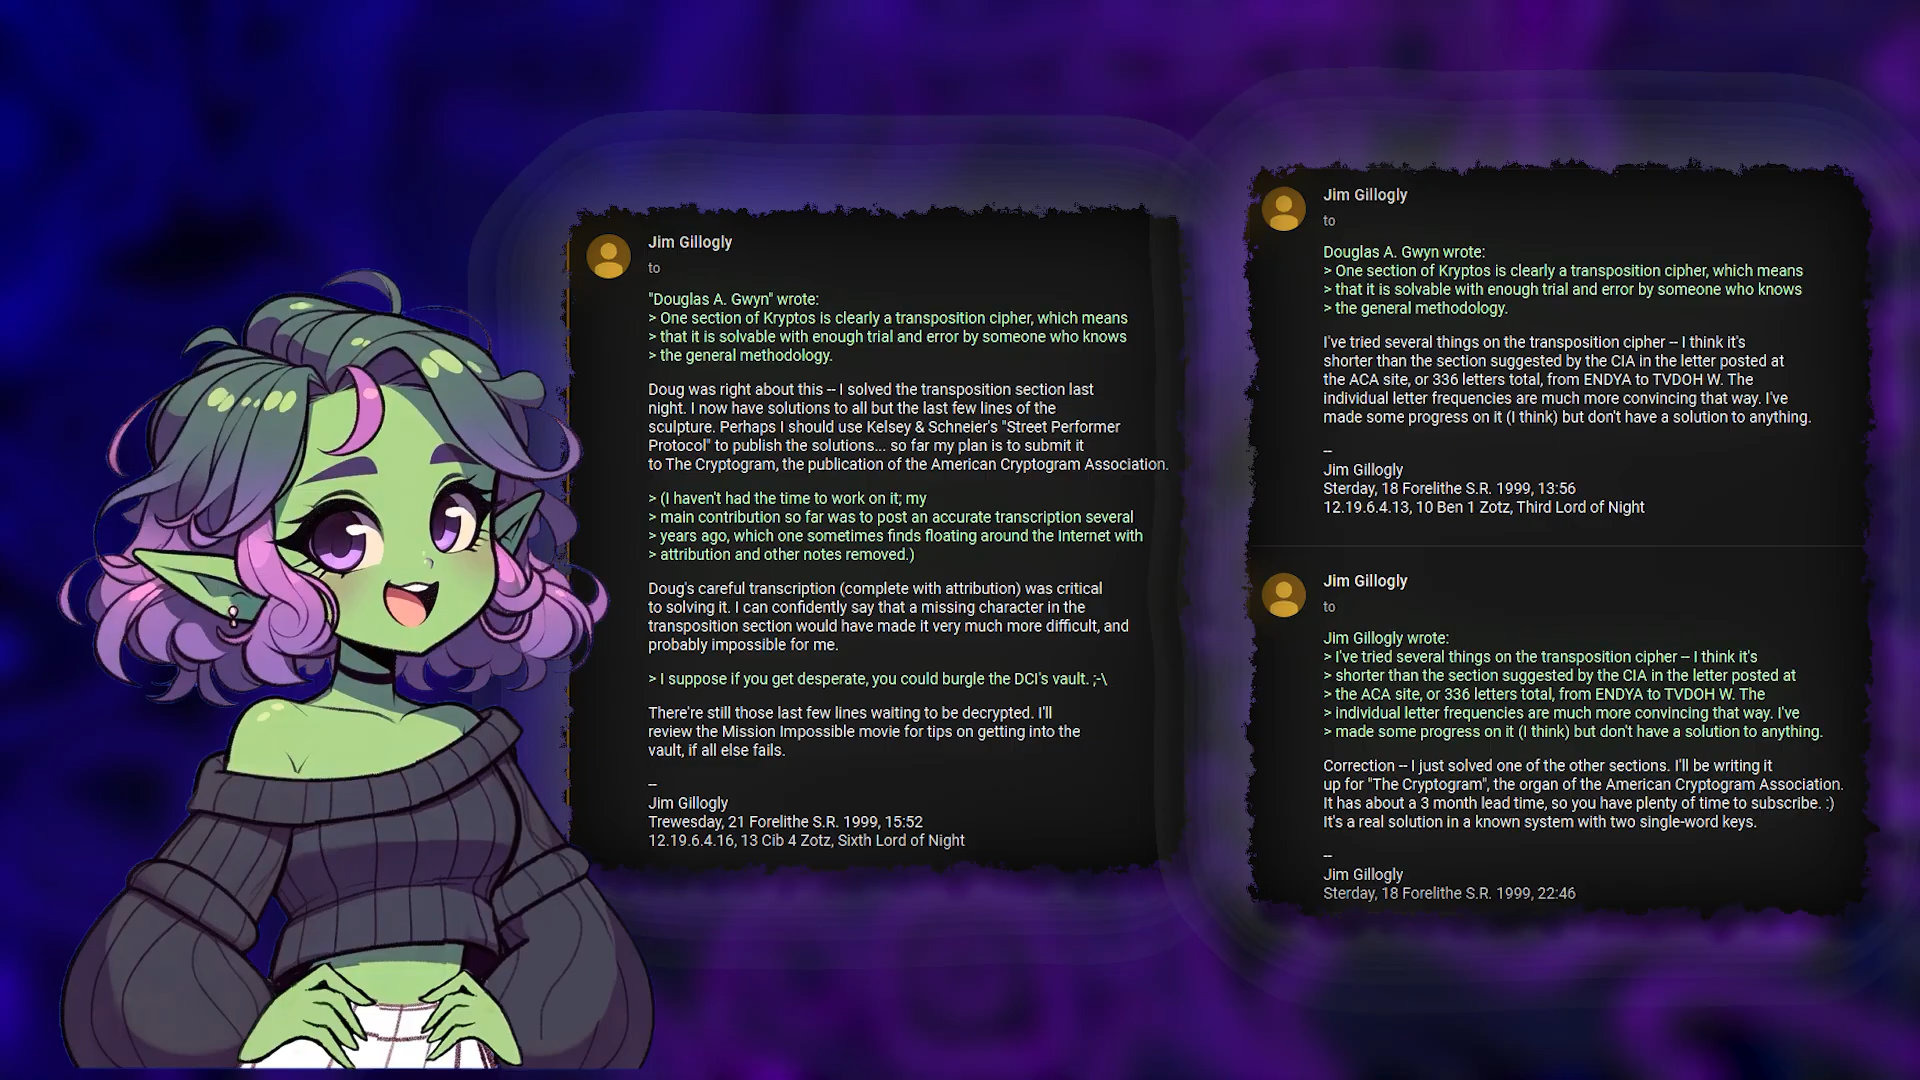 Jim Gillogly
to
"Douglas A. Gwyn" wrote:
> One section of Kryptos is clearly a transposition cipher, which means
> that it is solvable with enough trial and error by someone who knows
> the general methodology.
Doug was right about this -- I solved the transposition section last
night. I now have solutions to all but the last few lines of the
sculpture. Perhaps I should use Kelsey & Schneier's "Street Performer
Protocol" to publish the solutions... so far my plan is to submit it
to The Cryptogram, the publication of the American Cryptogram Association.
> (I haven't had the time to work on it; my
> main contribution so far was to post an accurate transcription several
> years ago, which one sometimes finds floating around the Internet with
> attribution and other notes removed.)
Doug's careful transcription (complete with attribution) was critical
to solving it. I can confidently say that a missing character in the
transposition section would have made it very much more difficult, and
probably impossible for me.
> I suppose if you get desperate, you could burgle the DCI's vault. ;-\
There're still those last few lines waiting to be decrypted. I'll
review the Mission Impossible movie for tips on getting into the
vault, if all else fails.
--
Jim Gillogly
Trewesday, 21 Forelithe S.R. 1999, 15:52
12.19.6.4.16, 13 Cib 4 Zotz, Sixth Lord of Night
Jim Gillogly
to
Douglas A. Gwyn wrote:
> One section of Kryptos is clearly a transposition cipher, which means
> that it is solvable with enough trial and error by someone who knows
> the general methodology.
I've tried several things on the transposition cipher -- I think it's
shorter than the section suggested by the CIA in the letter posted at
the ACA site, or 336 letters total, from ENDYA to TVDOH W. The
individual letter frequencies are much more convincing that way. I've
made some progress on it (I think) but don't have a solution to anything.
--
Jim Gillogly
Sterday, 18 Forelithe S.R. 1999, 13:56
12.19.6.4.13, 10 Ben 1 Zotz, Third Lord of Night
Jim Gillogly
to
Jim Gillogly wrote:
> I've tried several things on the transposition cipher -- I think it's
> shorter than the section suggested by the CIA in the letter posted at
> the ACA site, or 336 letters total, from ENDYA to TVDOH W. The
> individual letter frequencies are much more convincing that way. I've
> made some progress on it (I think) but don't have a solution to anything.
Correction -- I just solved one of the other sections. I'll be writing it
up for "The Cryptogram", the organ of the American Cryptogram Association.
It has about a 3 month lead time, so you have plenty of time to subscribe. :)
It's a real solution in a known system with two single-word keys.
--
Jim Gillogly
Sterday, 18 Forelithe S.R. 1999, 22:46